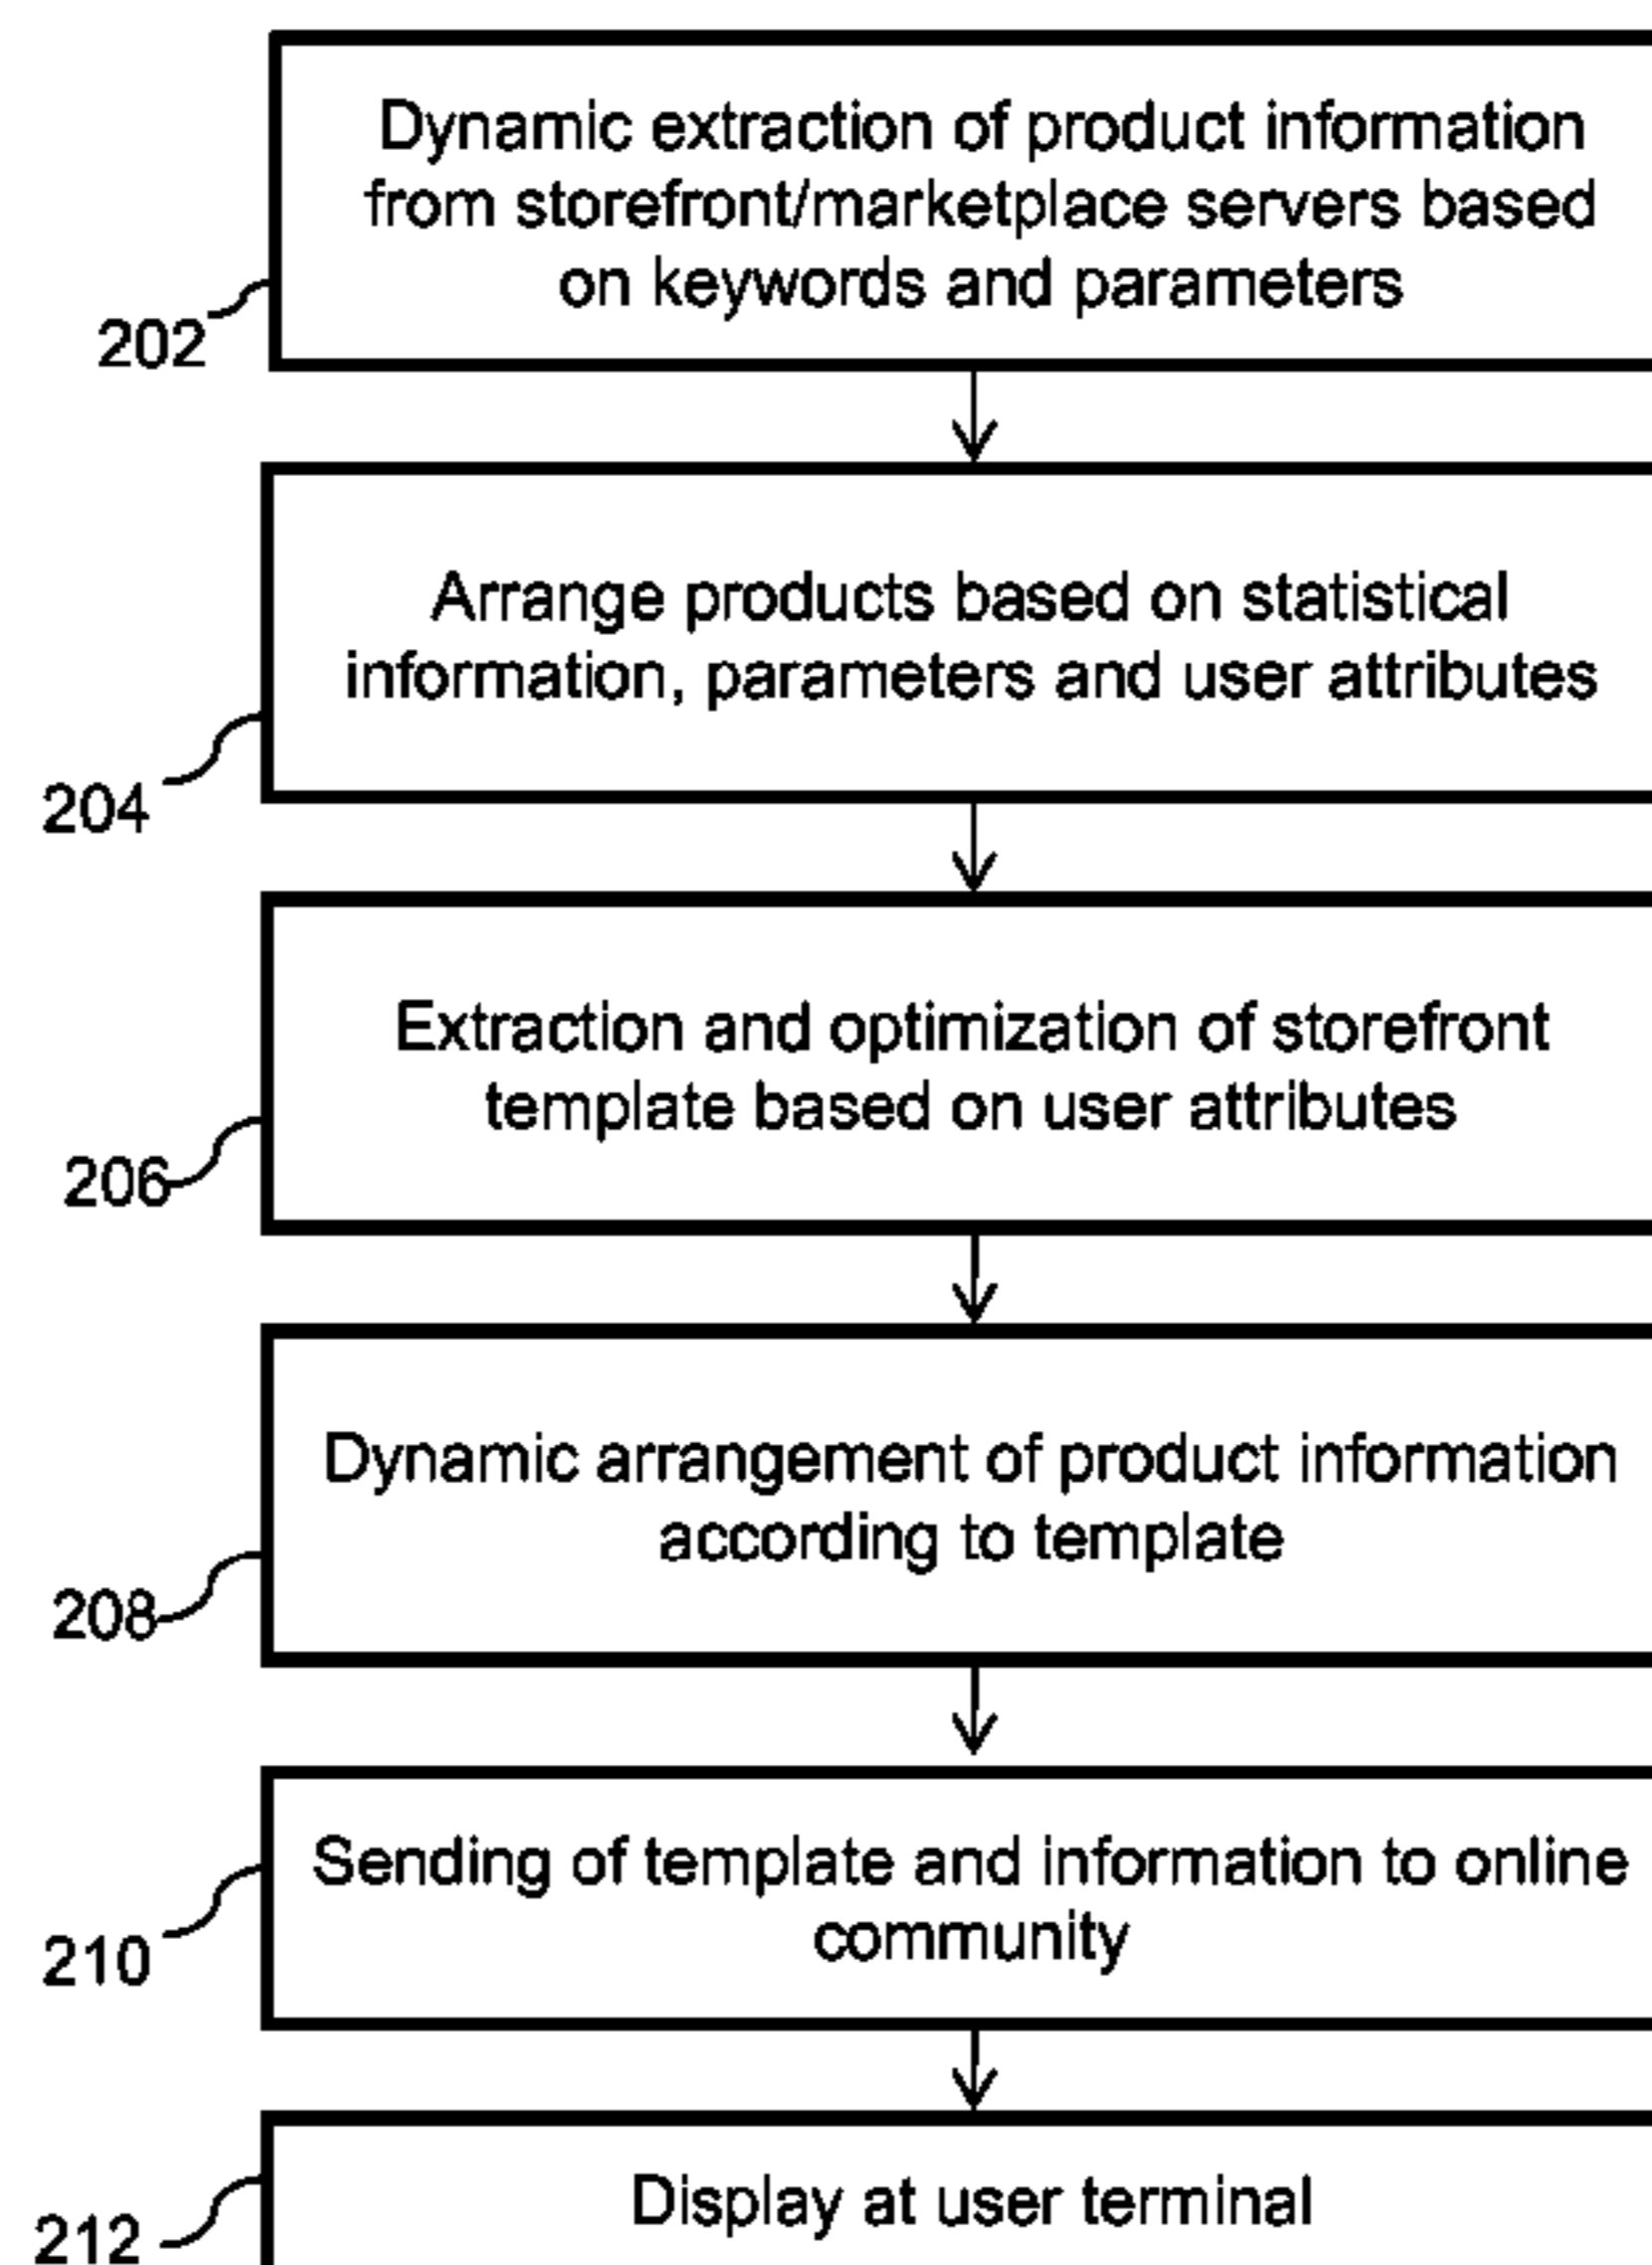 Dynamic extraction of product information
from storefront/marketplace servers based
on keywords and parameters
202
Arrange products based on statistical
information, parameters and user attributes
204
Extraction and optimization of storefront
template based on user attributes
206
Dynamic arrangement of product information
according to template
208
Sending of template and information to online
community
210
Display at user terminal
212